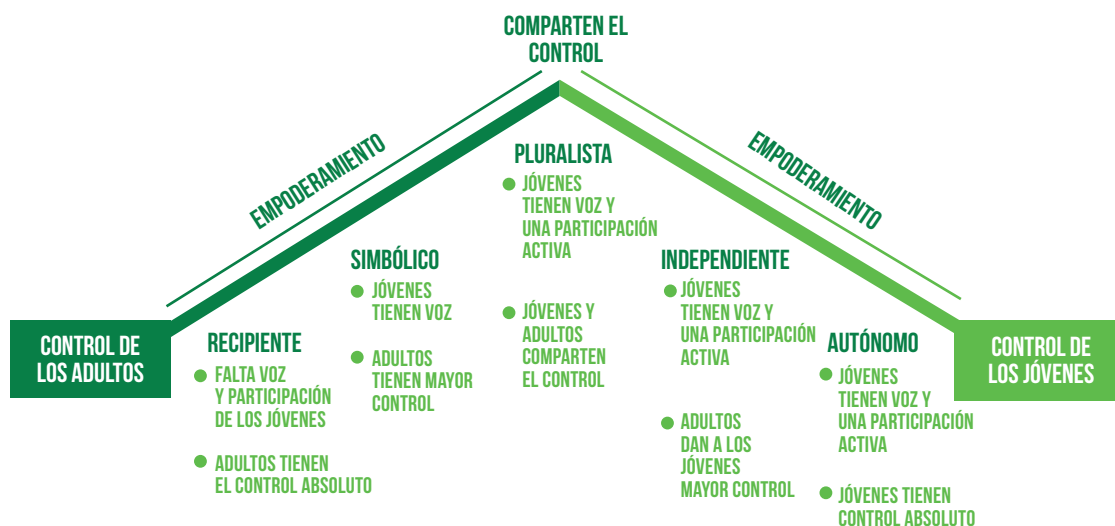 COMPARTEN EL
CONTROL
EMPODERAMIENTO
EMPODERAMIENTO
CONTROL DE
LOS ADULTOS
RECIPIENTE
FALTA VOZ
Y PARTICIPACIÓN
DE LOS JÓVENES
ADULTOS TIENEN
EL CONTROL ABSOLUTO
SIMBÓLICO
JÓVENES
TIENEN VOZ
ADULTOS
TIENEN MAYOR
CONTROL
PLURALISTA
JÓVENES
TIENEN VOZ Y
UNA PARTICIPACIÓN
ACTIVA
JÓVENES Y
ADULTOS
COMPARTEN
EL CONTROL
INDEPENDIENTE
JÓVENES
TIENEN VOZ Y
UNA PARTICIPACIÓN
ACTIVA
ADULTOS
DAN A LOS
JÓVENES
MAYOR CONTROL
AUTÓNOMO
JÓVENES
TIENEN VOZ Y
UNA PARTICIPACIÓN
ACTIVA
JÓVENES TIENEN
CONTROL ABSOLUTO
CONTROL DE
LOS JÓVENES